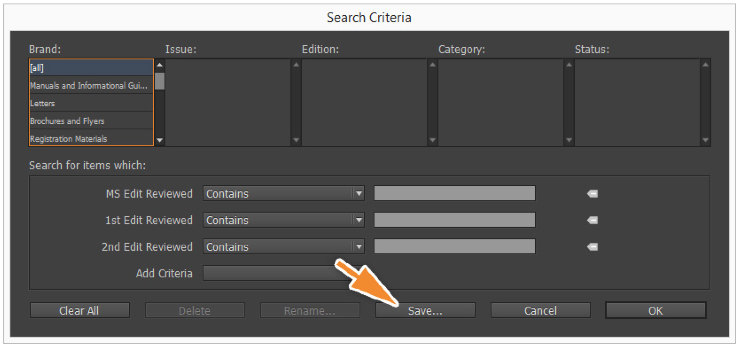 Search Criteria
Brand: Issue: Edition: Category: Status:
[all]
Manuals and Informational Gui...
Letters
Brochures and Flyers
Registration Materials
Search for items which:
MS Edit Reviewed Contains
1st Edit Reviewed Contains
2nd Edit Reviewed Contains
Add Criteria
Clear All Delete Rename... Save... Cancel OK